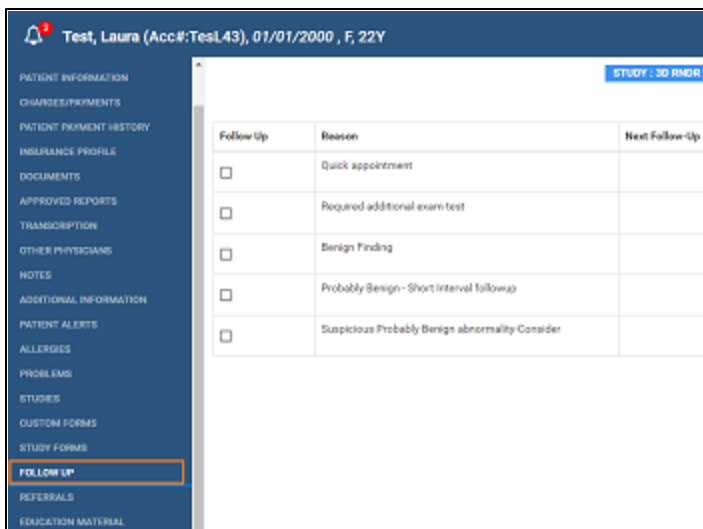 3
Test, Laura (Acc#:TesL43), 01/01/2000 , F, 22Y
PATIENT INFORMATION
CHARGES/PAYMENTS
PATIENT PAYMENT HISTORY
INSURANCE PROFILE
DOCUMENTS
APPROVED REPORTS
TRANSCRIPTION
OTHER PHYSICIANS
NOTES
ADDITIONAL INFORMATION
PATIENT ALERTS
ALLERGIES
PROBLEMS
STUDIES
CUSTOM FORMS
STUDY FORMS
FOLLOW UP
REFERRALS
EDUCATION MATERIAL
STUDY : 3D RNDR
Follow Up Reason Next Follow-Up
Quick appointment
Required additional exam test
Benign Finding
Probably Benign - Short Interval followup
Suspicious Probably Benign abnormality-Consider